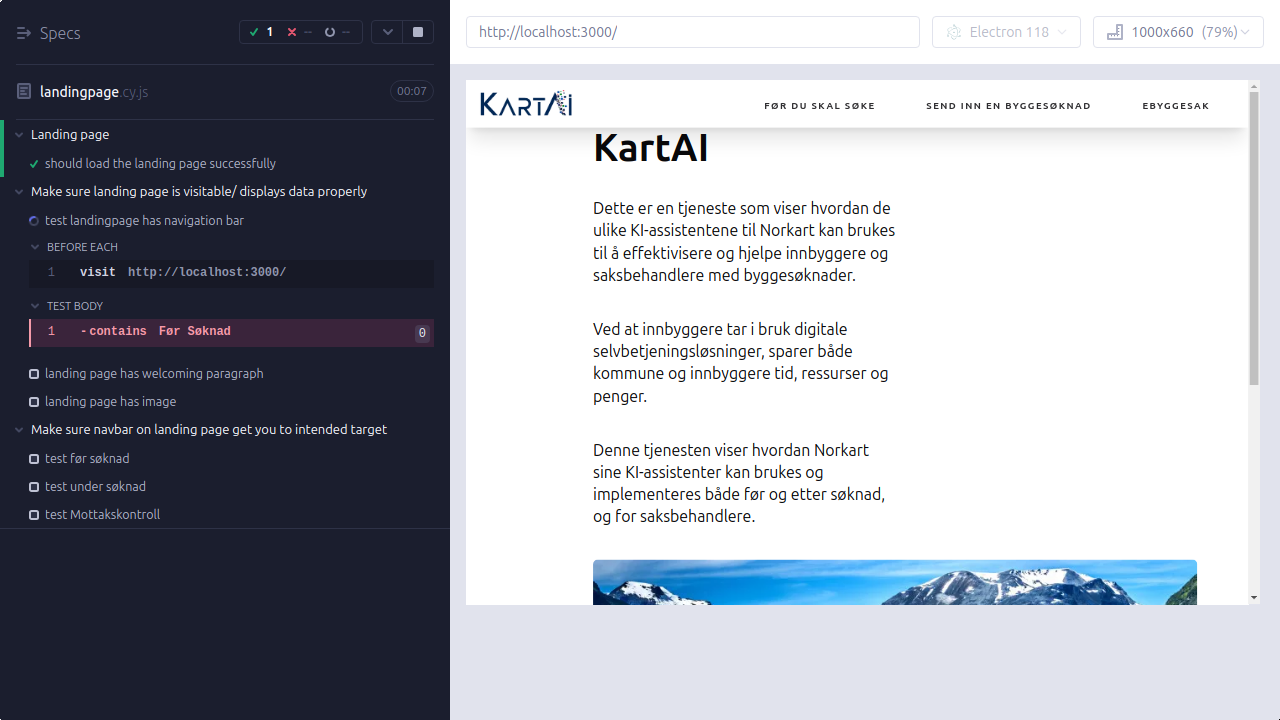 Specs
1
--
--
landingpage.cy.js
00:07
Landing page
should load the landing page successfully
Make sure landing page is visitable/ displays data properly
test landingpage has navigation bar
BEFORE EACH
1 visit http://localhost:3000/
TEST BODY
1 -contains Før Søknad 0
landing page has welcoming paragraph
landing page has image
Make sure navbar on landing page get you to intended target
test før søknad
test under søknad
test Mottakskontroll
http://localhost:3000/
Electron 118
1000x660 (79%)
KARTAI
FØR DU SKAL SØKE
SEND INN EN BYGGESØKNAD
EBYGGESAK
KartAI
Dette er en tjeneste som viser hvordan de
ulike KI-assistentene til Norkart kan brukes
til å effektivisere og hjelpe innbyggere og
saksbehandlere med byggesøknader.
Ved at innbyggere tar i bruk digitale
selvbetjeningsløsninger, sparer både
kommune og innbyggere tid, ressurser og
penger.
Denne tjenesten viser hvordan Norkart
sine KI-assistenter kan brukes og
implementeres både før og etter søknad,
og for saksbehandlere.